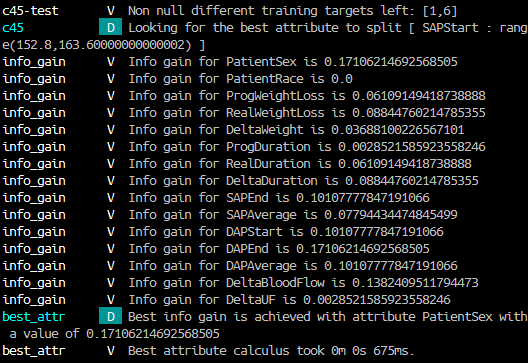 c45-test V Non null different training targets left: [1,6]
c45 D Looking for the best attribute to split [ SAPStart : rang
e(152.8,163.60000000000002) ]
info_gain V Info gain for PatientSex is 0.17106214692568505
info_gain V Info gain for PatientRace is 0.0
info_gain V Info gain for ProgWeightLoss is 0.06109149418738888
info_gain V Info gain for RealWeightLoss is 0.08844760214785355
info_gain V Info gain for DeltaWeight is 0.03688100226567101
info_gain V Info gain for ProgDuration is 0.0028521585923558246
info_gain V Info gain for RealDuration is 0.06109149418738888
info_gain V Info gain for DeltaDuration is 0.08844760214785355
info_gain V Info gain for SAPEnd is 0.10107777847191066
info_gain V Info gain for SAPAverage is 0.07794434474845499
info_gain V Info gain for DAPStart is 0.10107777847191066
info_gain V Info gain for DAPEnd is 0.17106214692568505
info_gain V Info gain for DAPAverage is 0.10107777847191066
info_gain V Info gain for DeltaBloodFlow is 0.1382409511794473
info_gain V Info gain for DeltaUF is 0.0028521585923558246
best_attr D Best info gain is achieved with attribute PatientSex with
a value of 0.17106214692568505
best_attr V Best attribute calculus took 0m 0s 675ms.